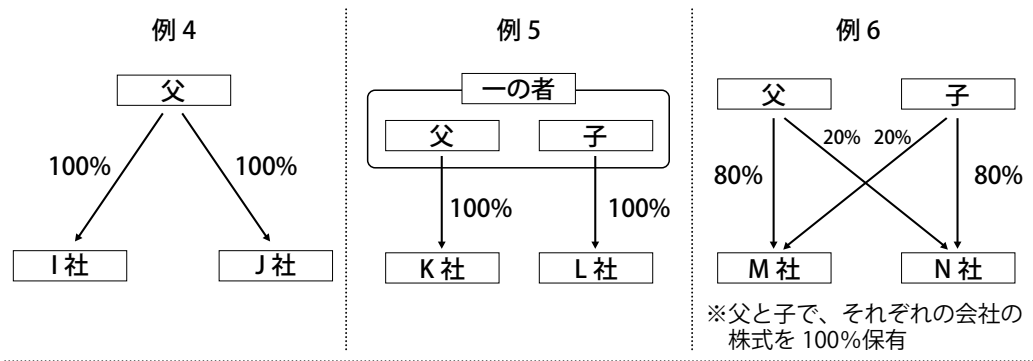 例 4
父
100%
100%
I 社
J 社
例 5
一の者
父
子
100%
100%
K 社
L 社
例 6
父
子
20%
20%
80%
80%
M 社
N 社
※父と子で、それぞれの会社の
株式を 100%保有